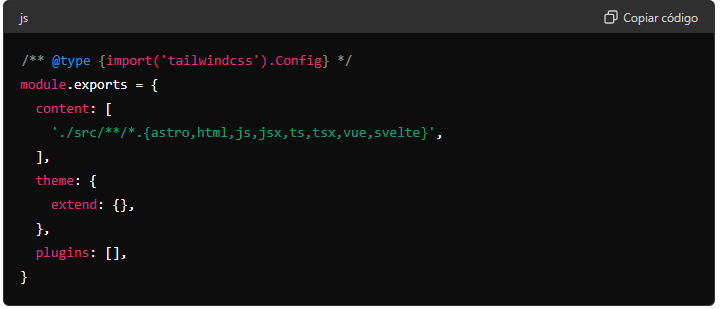 js
Copiar código
/** @type {import('tailwindcss').Config} */
module.exports = {
  content: [
    './src/**/*.{astro,html,js,jsx,ts,tsx,vue,svelte}',
  ],
  theme: {
    extend: {},
  },
  plugins: [],
}